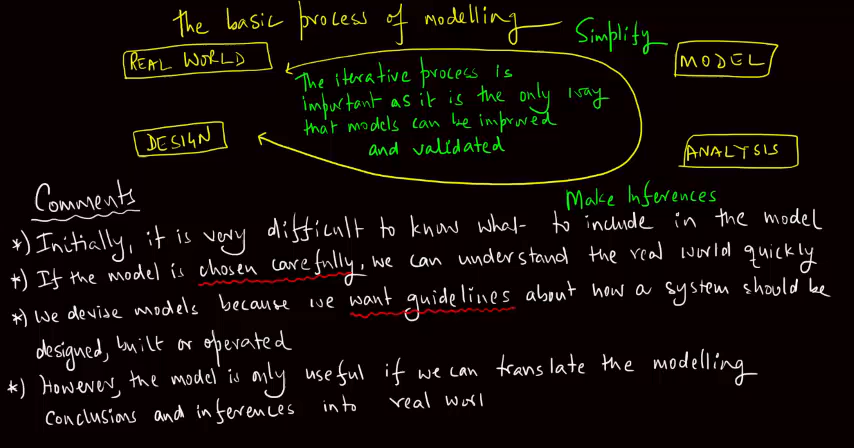 the basic process of modelling
Simplify
REAL WORLD
MODEL
The iterative process is
important as it is the only way
that models can be improved
and validated
DESIGN
ANALYSIS
Make Inferences
Comments
*) Initially, it is very difficult to know what to include in the model
*) If the model is chosen carefully, we can understand the real world quickly
*) We devise models because we want guidelines about how a system should be
designed, built or operated
*) However, the model is only useful if we can translate the modelling
conclusions and inferences into real worl